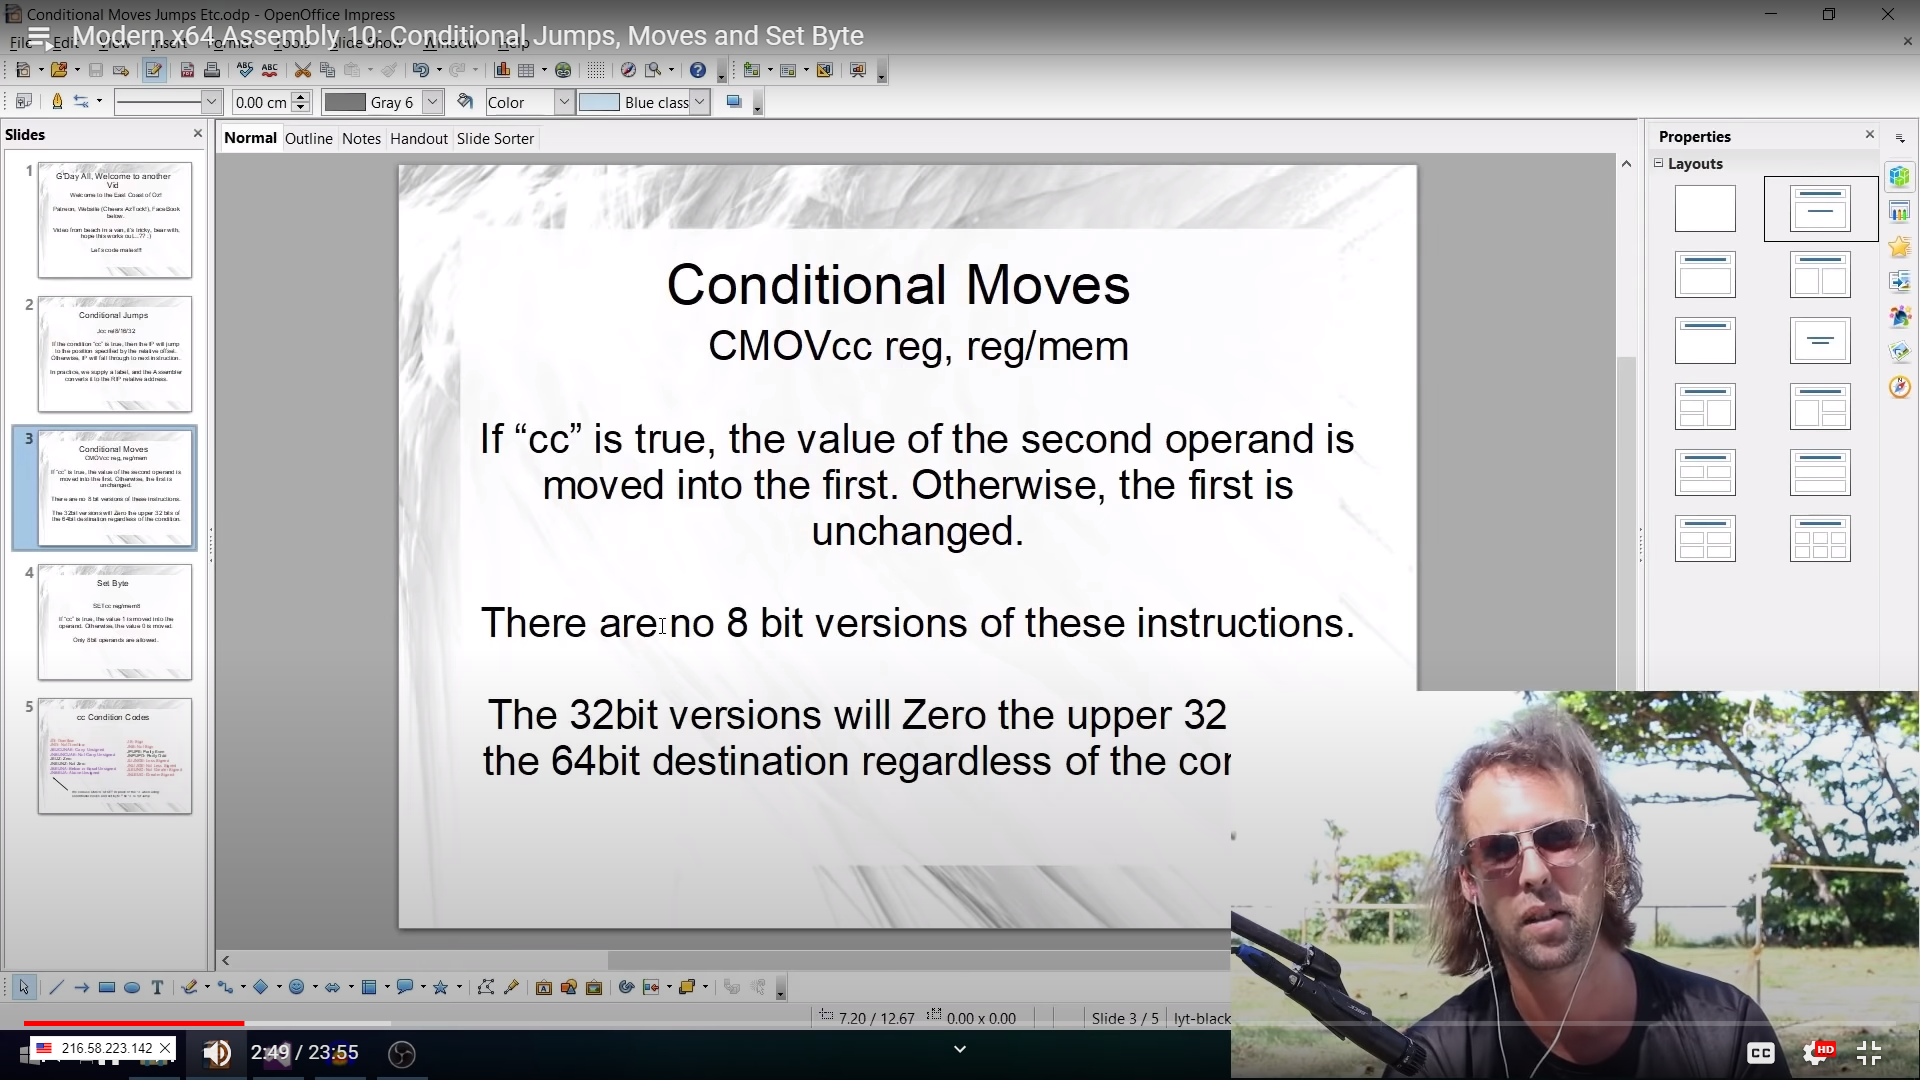 Conditional Moves Jumps Etc.odp - OpenOffice Impress
Modern x64 Assembly 10: Conditional Jumps, Moves and Set Byte
File Edit View Insert Format Tools Slide Show Window Help
0.00 cm
Gray 6
Color
Blue class
Slides
Normal Outline Notes Handout Slide Sorter
Properties
Layouts
1
G'Day All, Welcome to another
Vid
Welcome to the East Coast of Oz!
Patreon, Website (Cheers AzTock!), FaceBook
below.
Video from beach in a van, it's tricky, bear with,
hope this works out...?? :)
Let's code mates!!!
2
Conditional Jumps
Jcc rel8/16/32
If the condition "cc" is true, then the IP will jump
to the position specified by the relative offset.
Otherwise, IP will fall through to next instruction.
In practice, we supply a label, and the Assembler
converts it to the RIP relative address.
3
Conditional Moves
CMOVcc reg, reg/mem
If "cc" is true, the value of the second operand is
moved into the first. Otherwise, the first is
unchanged.
There are no 8 bit versions of these instructions.
The 32bit versions will Zero the upper 32 bits of
the 64bit destination regardless of the condition.
4
Set Byte
SETcc reg/mem8
If "cc" is true, the value 1 is moved into the
operand. Otherwise, the value 0 is moved.
Only 8bit operands are allowed.
5
cc Condition Codes
Conditional Moves
CMOVcc reg, reg/mem
If “cc” is true, the value of the second operand is
moved into the first. Otherwise, the first is
unchanged.
There are no 8 bit versions of these instructions.
The 32bit versions will Zero the upper 32
the 64bit destination regardless of the cor
7.20 / 12.67
0.00 x 0.00
Slide 3 / 5
lyt-black
216.58.223.142
2:49 / 23:55
CC
HD